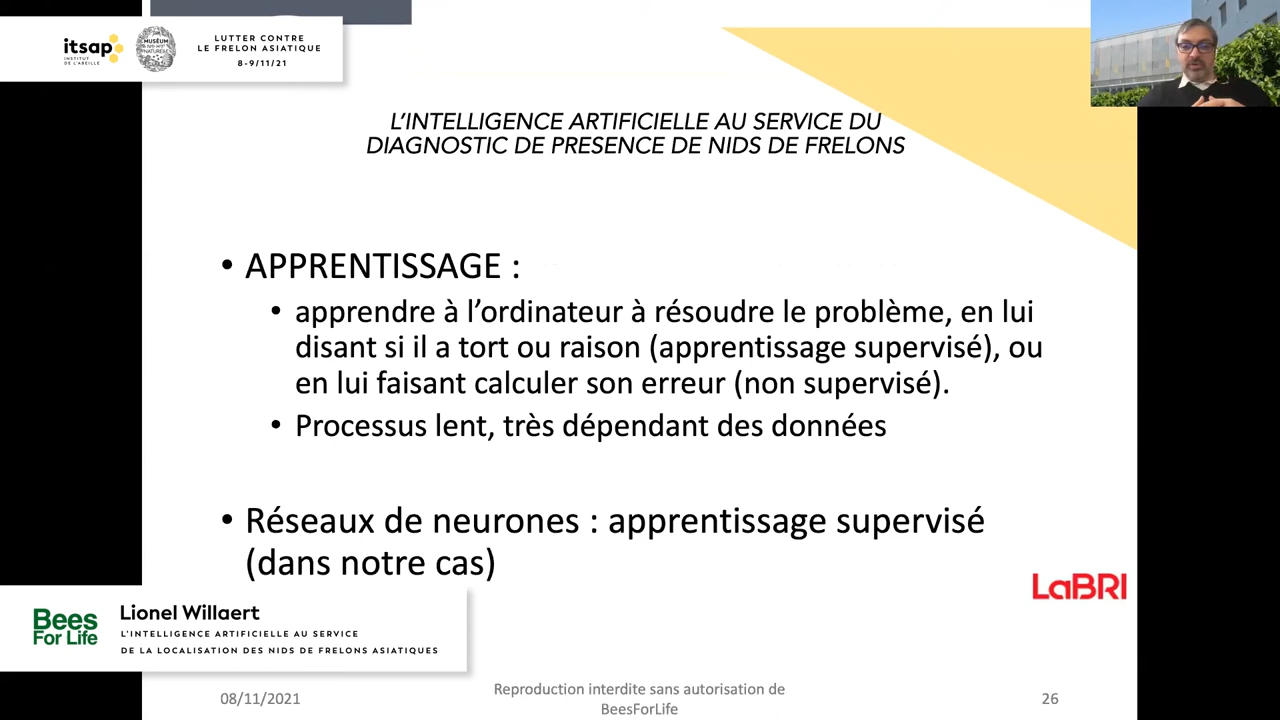 itsap
INSTITUT
DE L'ABEILLE
MUSÉUM
NATURELLE
LUTTER CONTRE
LE FRELON ASIATIQUE
8-9/11/21
L'INTELLIGENCE ARTIFICIELLE AU SERVICE DU
DIAGNOSTIC DE PRESENCE DE NIDS DE FRELONS
• APPRENTISSAGE :
• apprendre à l'ordinateur à résoudre le problème, en lui
disant si il a tort ou raison (apprentissage supervisé), ou
en lui faisant calculer son erreur (non supervisé).
• Processus lent, très dépendant des données
• Réseaux de neurones : apprentissage supervisé
(dans notre cas)
LaBRI
Bees
For Life
Lionel Willaert
L'INTELLIGENCE ARTIFICIELLE AU SERVICE
DE LA LOCALISATION DES NIDS DE FRELONS ASIATIQUES
08/11/2021
Reproduction interdite sans autorisation de
BeesForLife
26